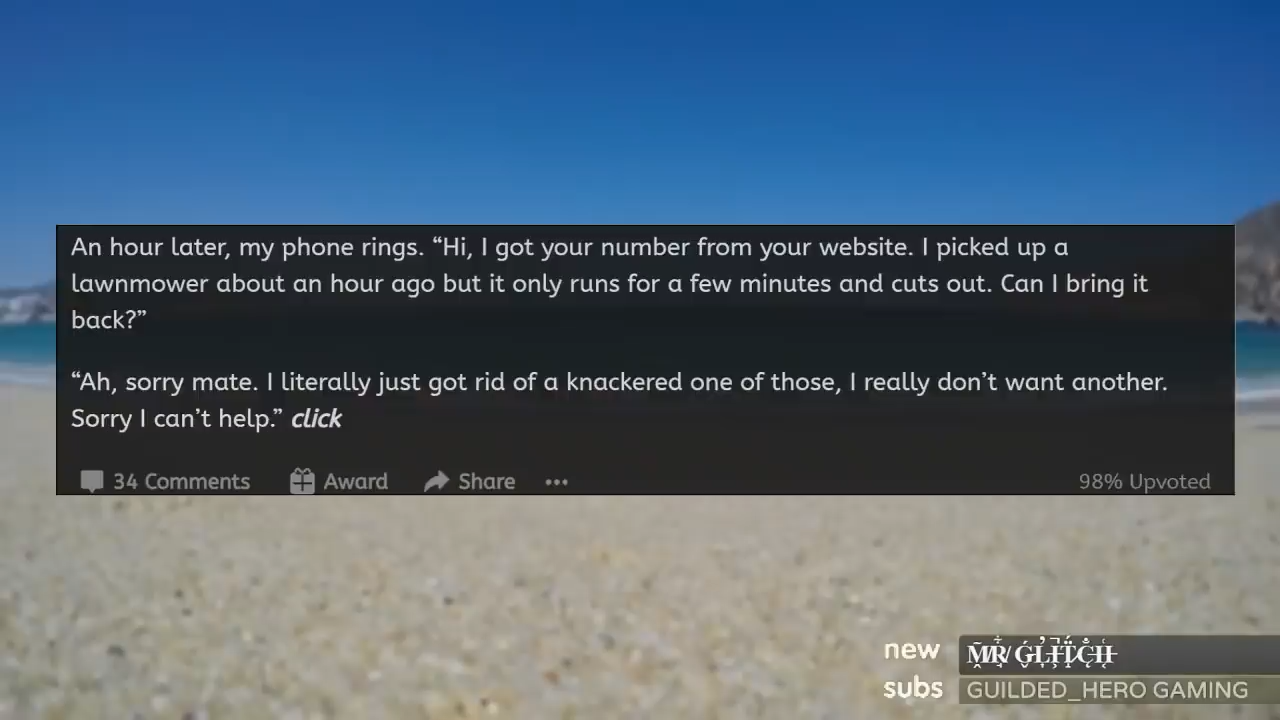 An hour later, my phone rings. “Hi, I got your number from your website. I picked up a
lawnmower about an hour ago but it only runs for a few minutes and cuts out. Can I bring it
back?”
“Ah, sorry mate. I literally just got rid of a knackered one of those, I really don’t want another.
Sorry I can’t help.” click
34 Comments Award Share ••• 98% Upvoted
new MR GLITCH
subs GUILDED_HERO GAMING